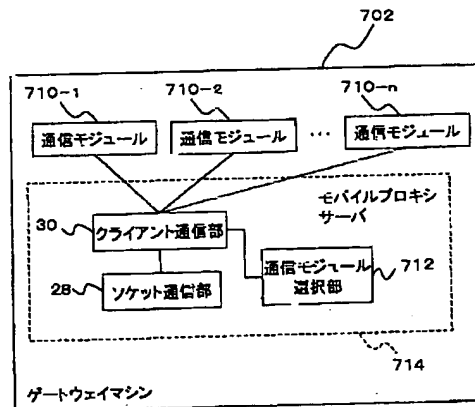 702
710-1
710-2
710-n
通信モジュール
通信モジュール
…
通信モジュール
モバイルプロキシ
サーバ
30
クライアント通信部
通信モジュール
選択部
712
28
ソケット通信部
714
ゲートウェイマシン